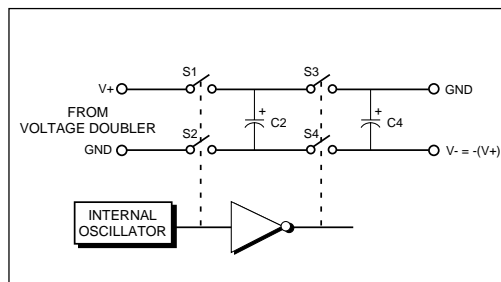 S1
S3
V+
GND
+
C2
+
C4
FROM
VOLTAGE DOUBLER
S2
S4
GND
V- = -(V+)
INTERNAL
OSCILLATOR